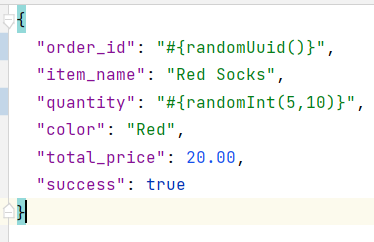 {
"order_id": "#{randomUuid()}",
"item_name": "Red Socks",
"quantity": "#{randomInt(5,10)}",
"color": "Red",
"total_price": 20.00,
"success": true
}